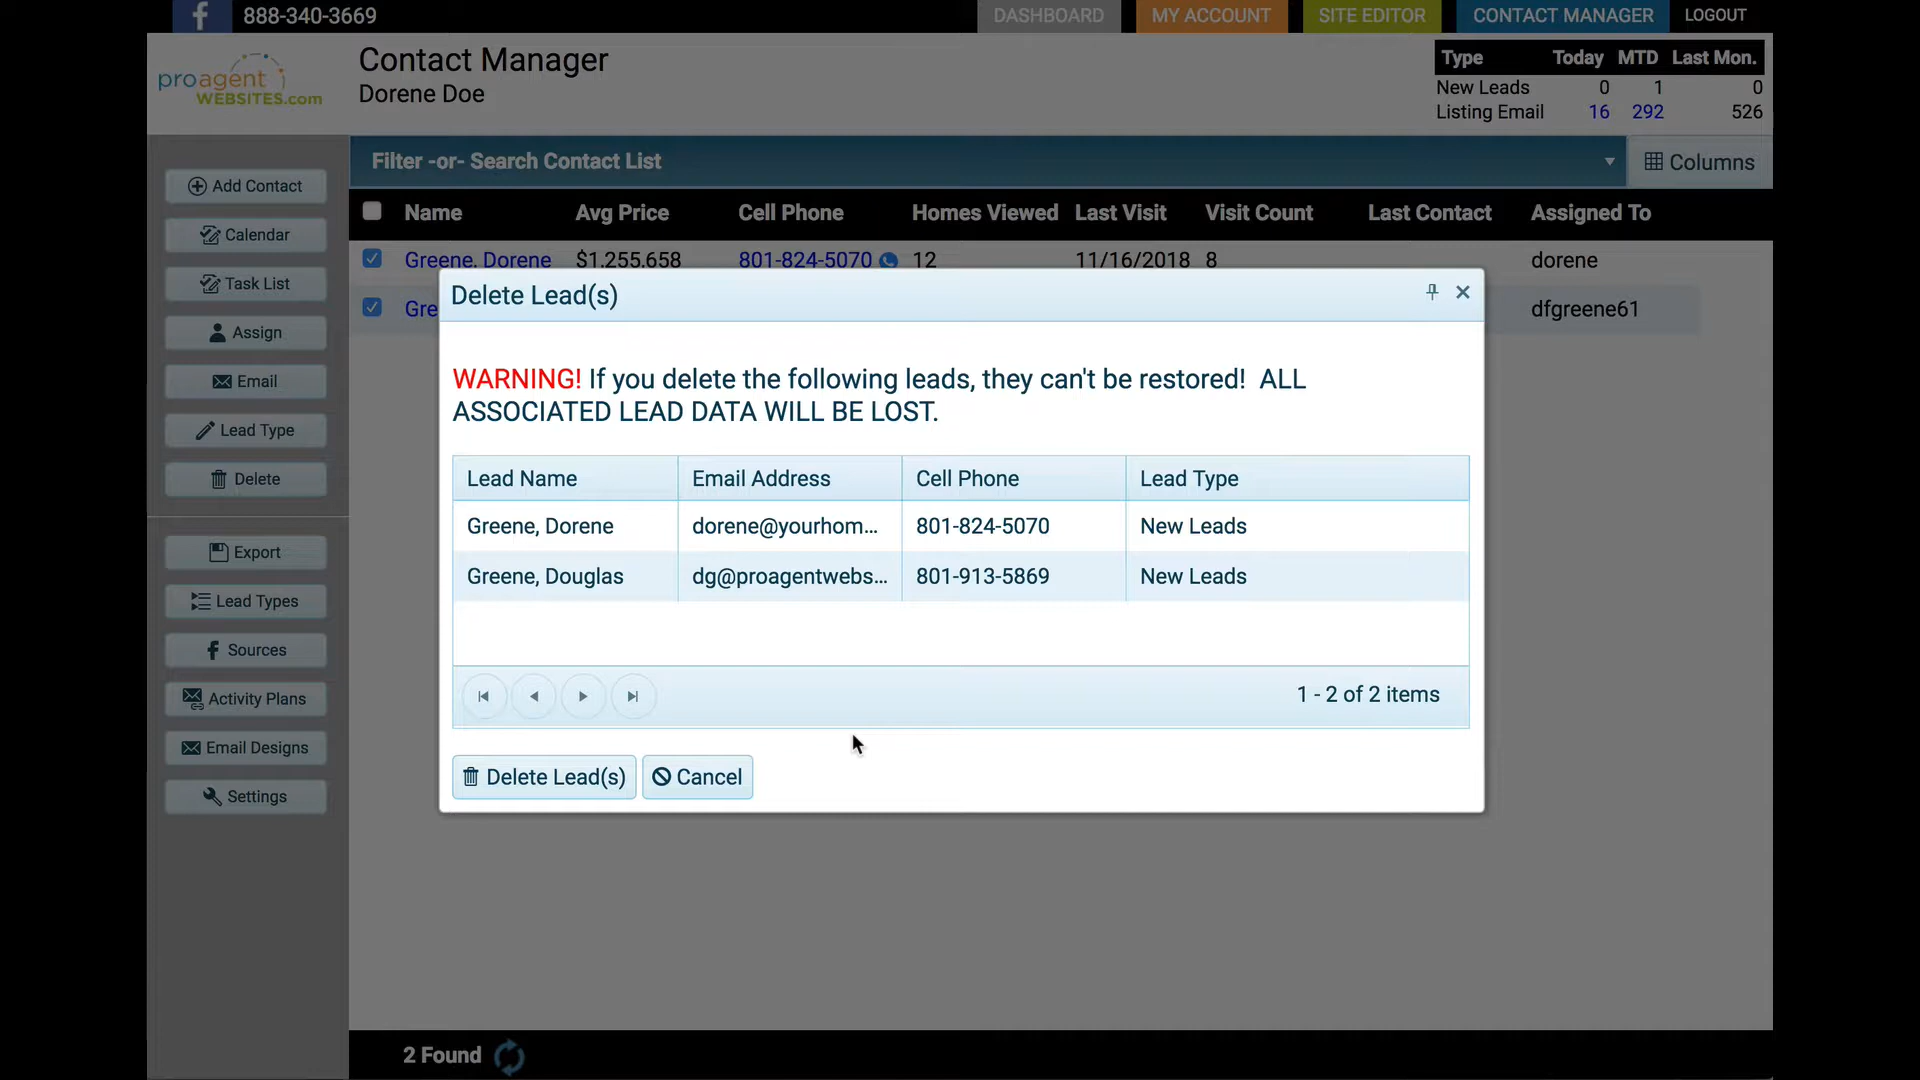 888-340-3669
DASHBOARD
MY ACCOUNT
SITE EDITOR
CONTACT MANAGER
LOGOUT
proagent
WEBSITES.com
Contact Manager
Dorene Doe
Type Today MTD Last Mon.
New Leads 0 1 0
Listing Email 16 292 526
Filter -or- Search Contact List
Columns
Add Contact
Calendar
Task List
Assign
Email
Lead Type
Delete
Export
Lead Types
Sources
Activity Plans
Email Designs
Settings
Name Avg Price Cell Phone Homes Viewed Last Visit Visit Count Last Contact Assigned To
Greene, Dorene $1,255,658 801-824-5070 12 11/16/2018 8 dorene
Gre dfgreene61
Delete Lead(s)
WARNING! If you delete the following leads, they can't be restored! ALL
ASSOCIATED LEAD DATA WILL BE LOST.
Lead Name Email Address Cell Phone Lead Type
Greene, Dorene dorene@yourhom... 801-824-5070 New Leads
Greene, Douglas dg@proagentwebs... 801-913-5869 New Leads
1 - 2 of 2 items
Delete Lead(s) Cancel
2 Found